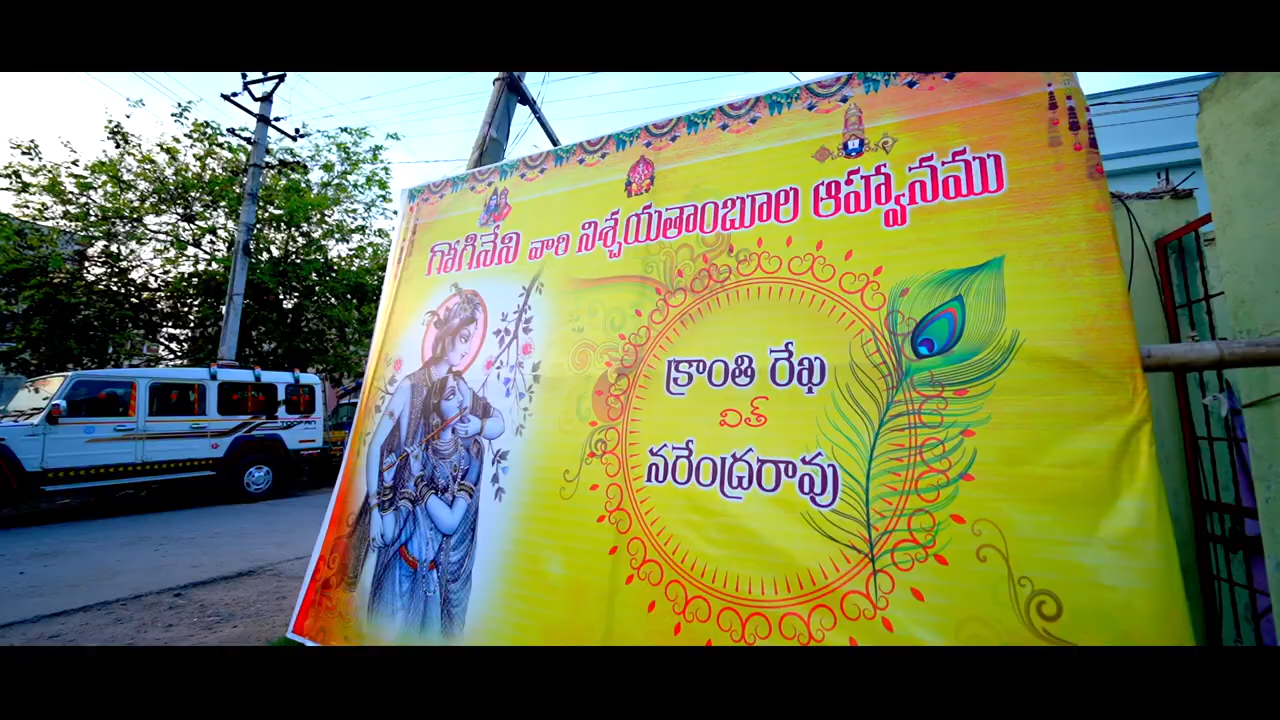 గోగినేని వారి నిశ్చయతాంబూల ఆహ్వానము
క్రాంతి రేఖ
విత్
నరేంద్రరావు